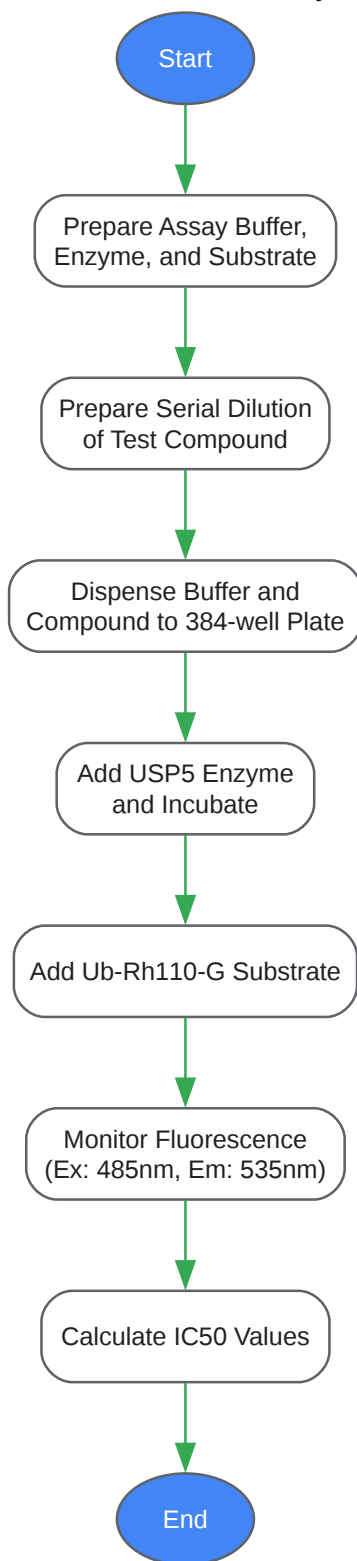 Start
Prepare Assay Buffer,
Enzyme, and Substrate
Prepare Serial Dilution
of Test Compound
Dispense Buffer and
Compound to 384-well Plate
Add USP5 Enzyme
and Incubate
Add Ub-Rh110-G Substrate
Monitor Fluorescence
(Ex: 485nm, Em: 535nm)
Calculate IC50 Values
End